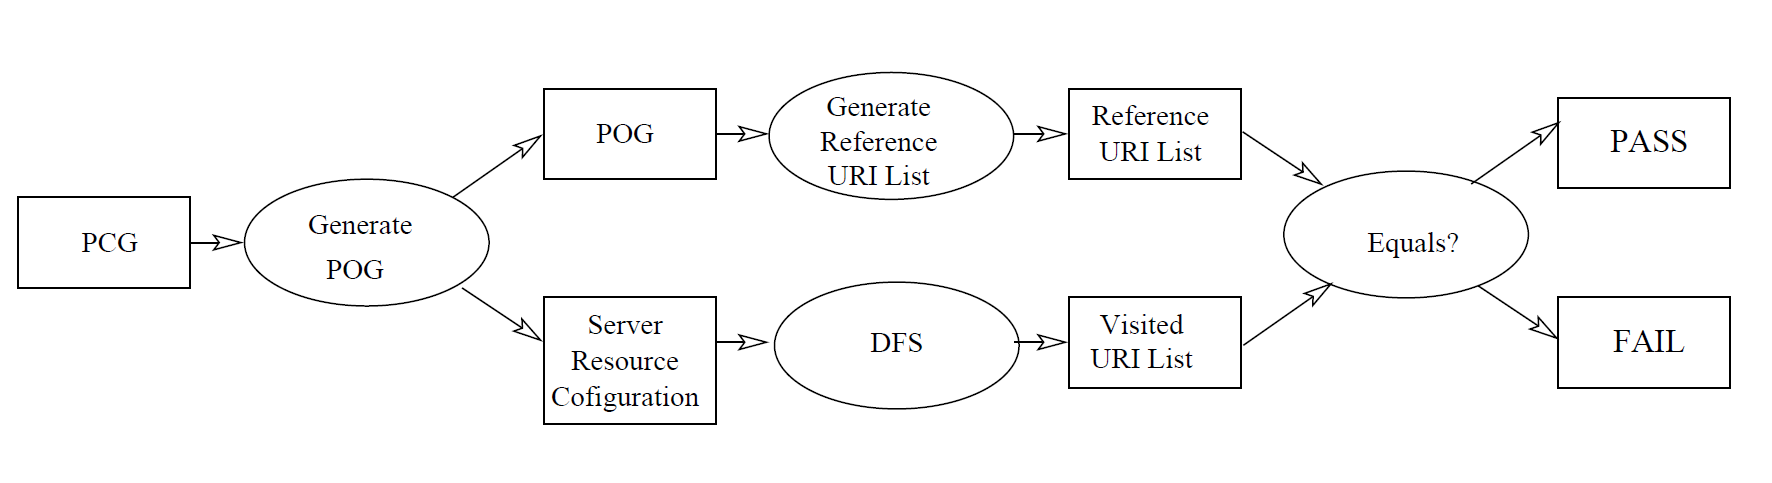 PCG
Generate
POG
POG
Generate
Reference
URI List
Reference
URI List
Server
Resource
Cofiguration
DFS
Visited
URI List
Equals?
PASS
FAIL